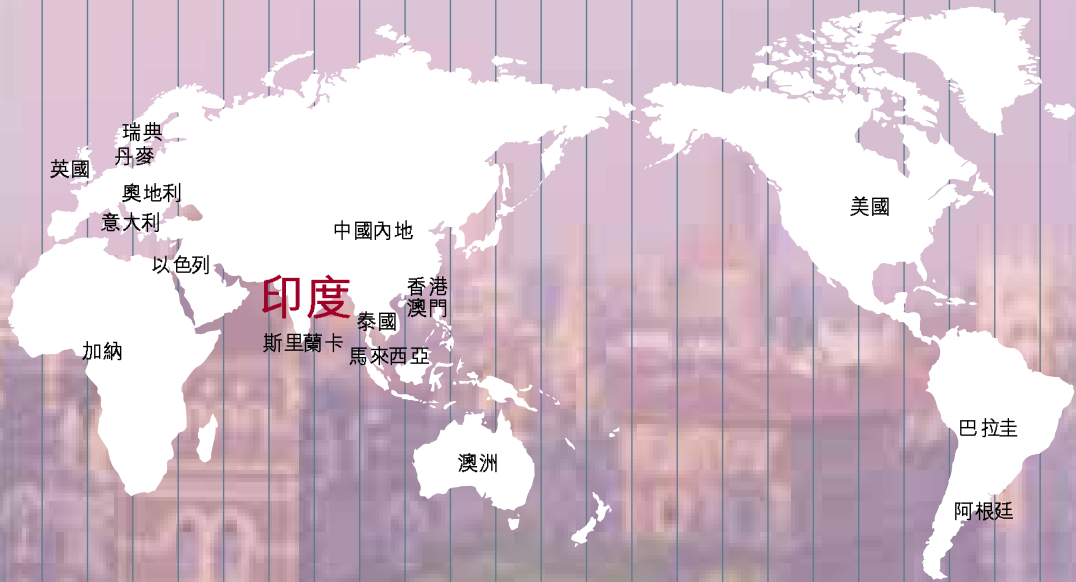 瑞典
丹麥
英國
奧地利
意大利
以色列
加納
中國內地
印度
斯里蘭卡
香港
澳門
泰國
馬來西亞
澳洲
美國
巴拉圭
阿根廷